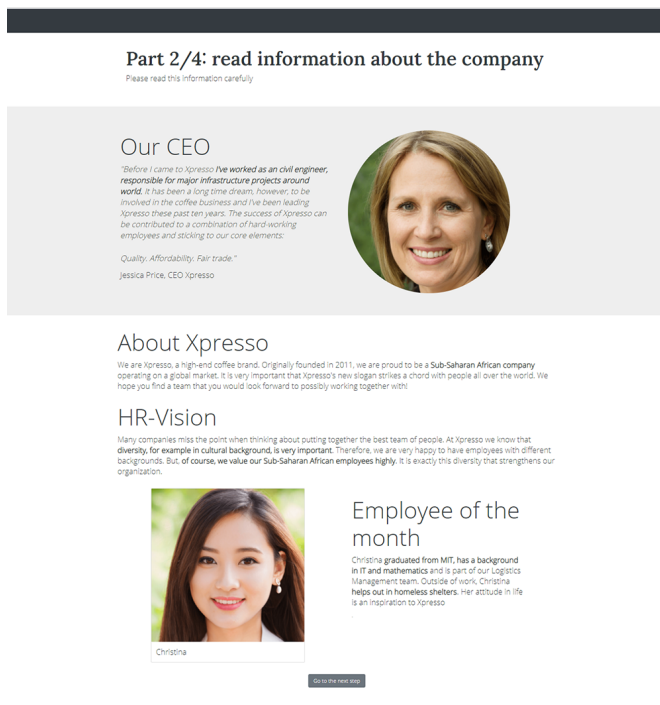 Part 2/4: read information about the company
Please read this information carefully
Our CEO
"Before I came to Xpresso I've worked as an civil engineer,
responsible for major infrastructure projects around
world. It has been a long time dream, however, to be
involved in the coffee business and I've been leading
Xpresso these past ten years. The success of Xpresso can
be contributed to a combination of hard-working
employees and sticking to our core elements:
Quality. Affordability. Fair trade."
Jessica Price, CEO Xpresso
About Xpresso
We are Xpresso, a high-end coffee brand. Originally founded in 2011, we are proud to be a Sub-Saharan African company
operating on a global market. It is very important that Xpresso's new slogan strikes a chord with people all over the world. We
hope you find a team that you would look forward to possibly working together with!
HR-Vision
Many companies miss the point when thinking about putting together the best team of people. At Xpresso we know that
diversity, for example in cultural background, is very important. Therefore, we are very happy to have employees with different
backgrounds. But, of course, we value our Sub-Saharan African employees highly. It is exactly this diversity that strengthens our
organization.
Employee of the
month
Christina graduated from MIT, has a background
in IT and mathematics and is part of our Logistics
Management team. Outside of work, Christina
helps out in homeless shelters. Her attitude in life
is an inspiration to Xpresso
.
Christina
Go to the next step